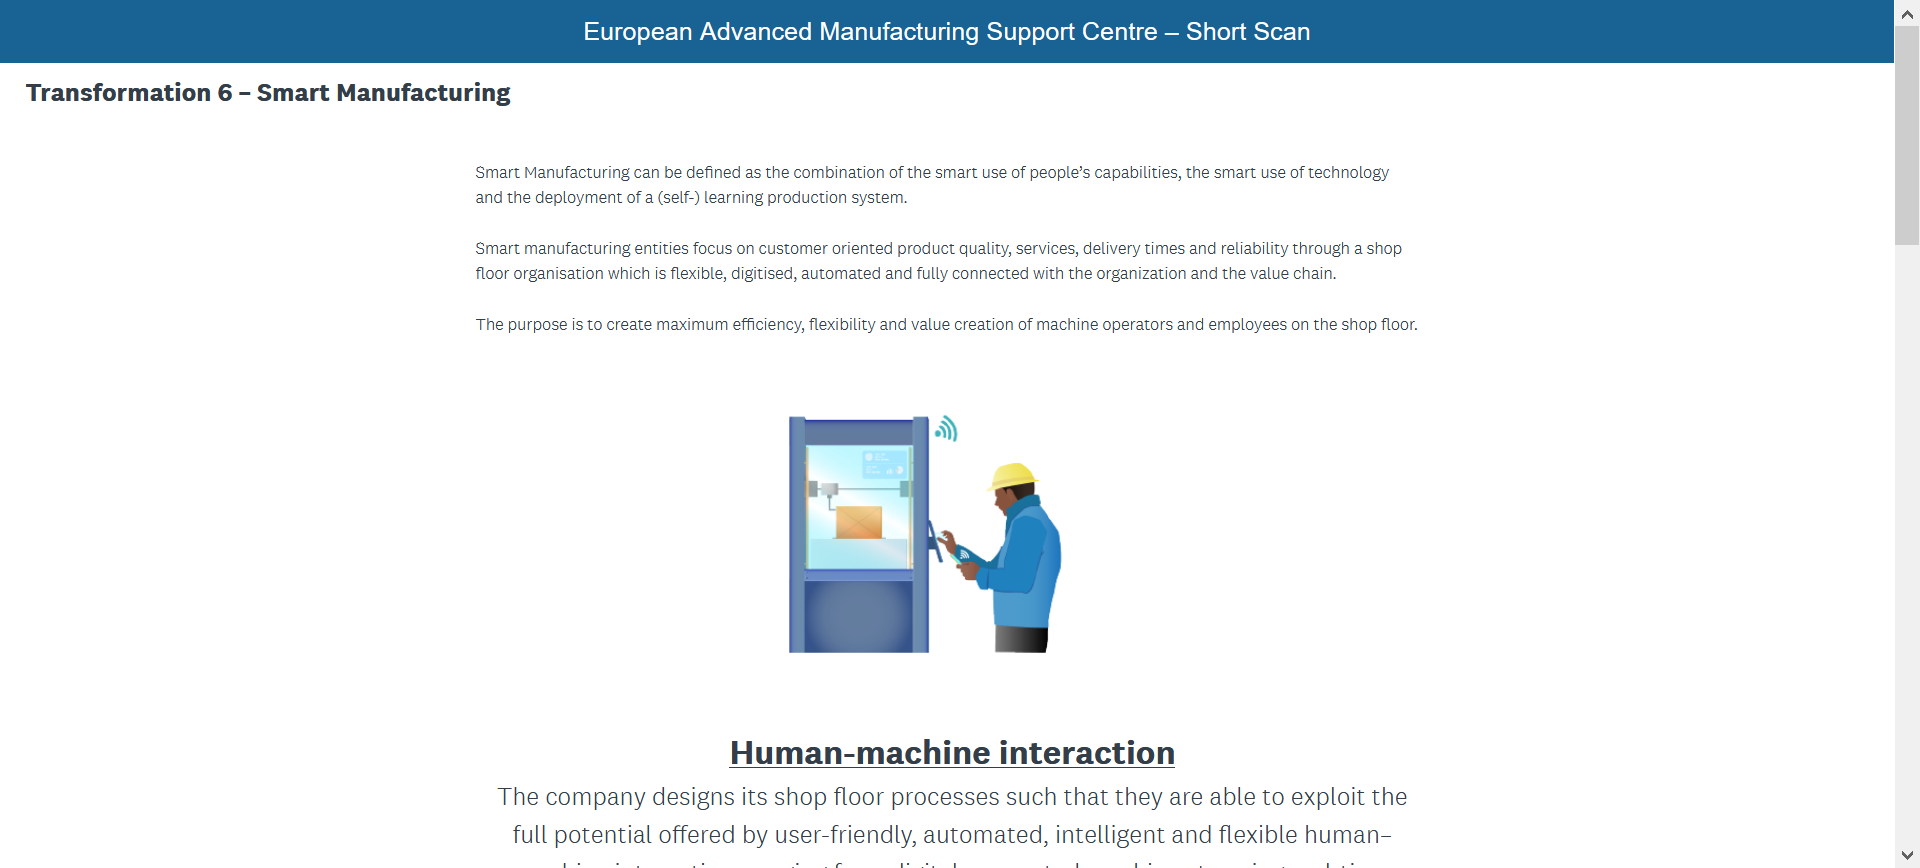 European Advanced Manufacturing Support Centre – Short Scan
Transformation 6 – Smart Manufacturing
Smart Manufacturing can be defined as the combination of the smart use of people’s capabilities, the smart use of technology
and the deployment of a (self-) learning production system.
Smart manufacturing entities focus on customer oriented product quality, services, delivery times and reliability through a shop
floor organisation which is flexible, digitised, automated and fully connected with the organization and the value chain.
The purpose is to create maximum efficiency, flexibility and value creation of machine operators and employees on the shop floor.
Human-machine interaction
The company designs its shop floor processes such that they are able to exploit the
full potential offered by user-friendly, automated, intelligent and flexible human–